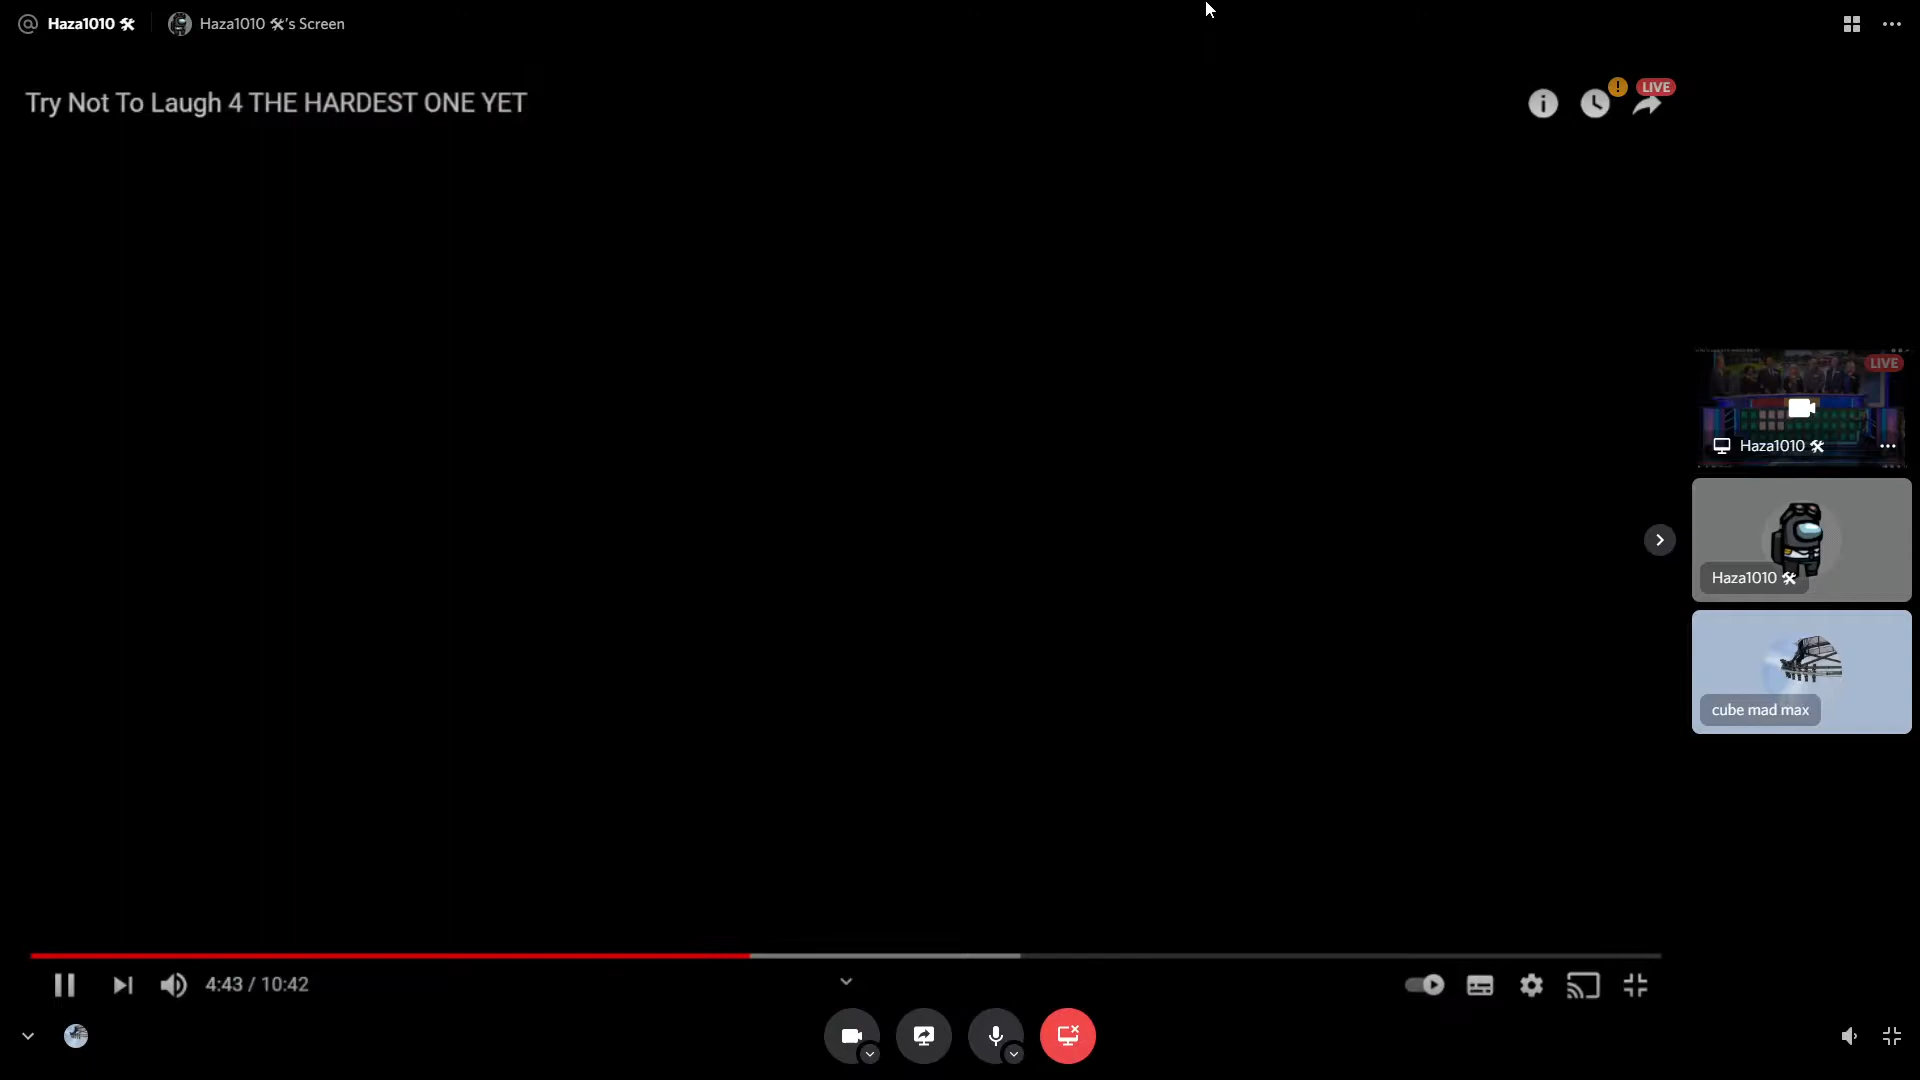 Haza1010 🛠 Haza1010 🛠's Screen
Try Not To Laugh 4 THE HARDEST ONE YET
LIVE
LIVE
Haza1010 🛠
Haza1010 🛠
cube mad max
4:43 / 10:42